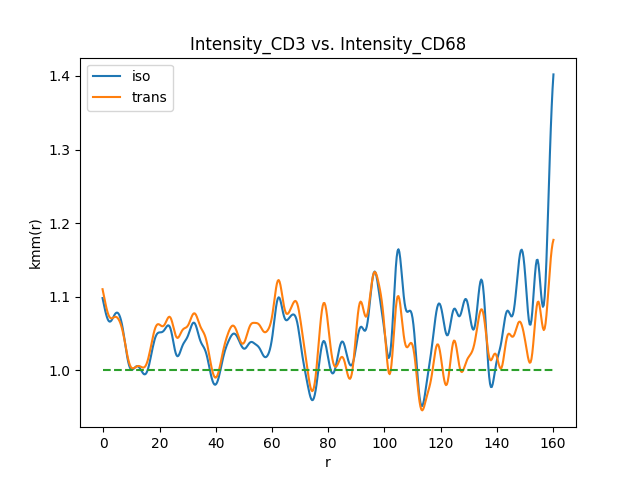 Intensity_CD3 vs. Intensity_CD68
iso
trans
1.4
1.3
1.2
1.1
1.0
kmm(r)
0 20 40 60 80 100 120 140 160
r